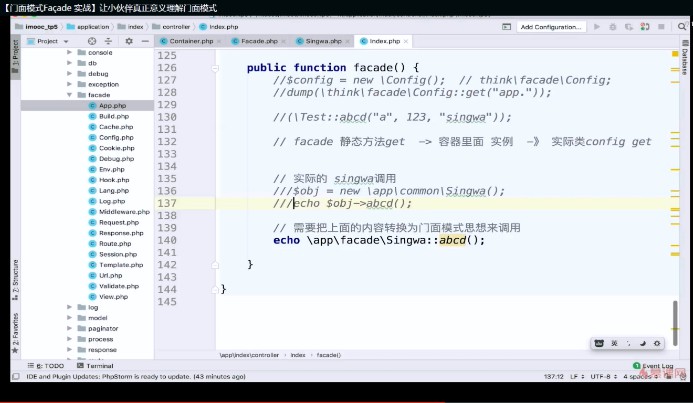 【门面模式Façade 实战】让小伙伴真正意义理解门面模式
imooc_tp5 application index controller Index.php Add Configuration...
Project Container.php Facade.php Singwa.php Index.php
1: Project
Database
console
db
debug
exception
facade
App.php
Build.php
Cache.php
Config.php
Cookie.php
Debug.php
Env.php
Hook.php
Lang.php
Log.php
Middleware.php
Request.php
Response.php
Route.php
Session.php
Template.php
Url.php
Validate.php
View.php
log
model
paginator
process
response
125
126 public function facade() {
127 //$config = new \Config(); // think\facade\Config;
128 //dump(\think\facade\Config::get("app."));
129
130 //(\Test::abcd("a", 123, "singwa"));
131
132 // facade 静态方法get -> 容器里面 实例 -》 实际类config get
133
134
135 // 实际的 singwa调用
136 ///$obj = new \app\common\Singwa();
137 ///echo $obj->abcd();
138
139 // 需要把上面的内容转换为门面模式思想来调用
140 echo \app\facade\Singwa::abcd();
141
142 }
143
144 }
145
2: Structure
2: Favorites
英
\app\index\controller Index facade()
6: TODO Terminal 1 Event Log
IDE and Plugin Updates: PhpStorm is ready to update. (43 minutes ago) 137:12 LF UTF-8 4 spaces